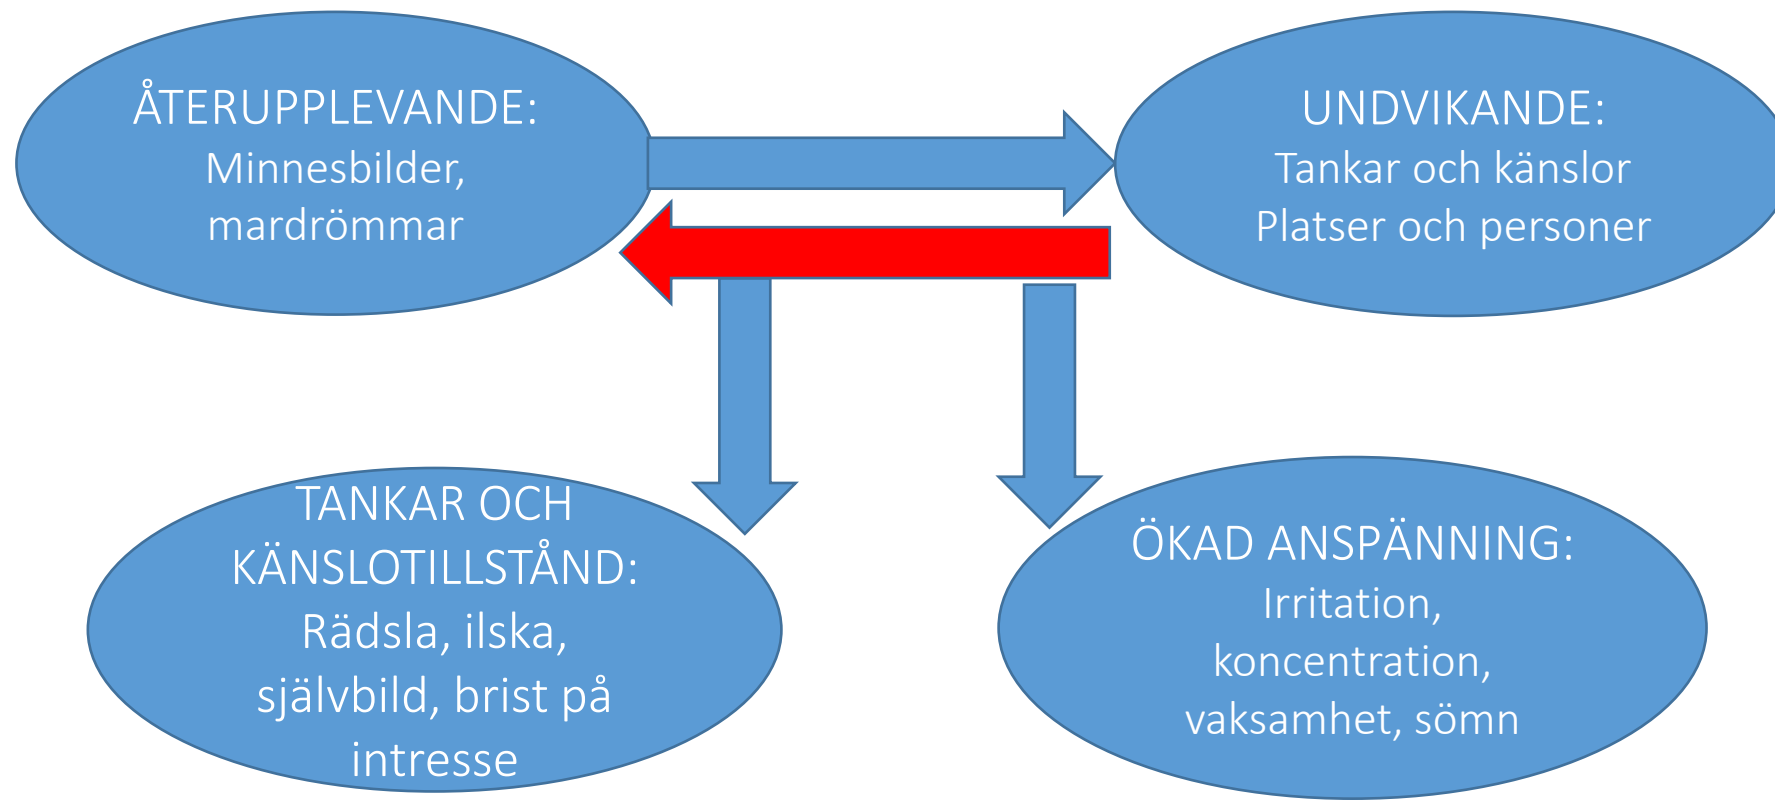 ÅTERUPPLEVANDE:
Minnesbilder,
mardrömmar
UNDVIKANDE:
Tankar och känslor
Platser och personer
TANKAR OCH
KÄNSLOTILLSTÅND:
Rädsla, ilska,
självbild, brist på
intresse
ÖKAD ANSPÄNNING:
Irritation,
koncentration,
vaksamhet, sömn